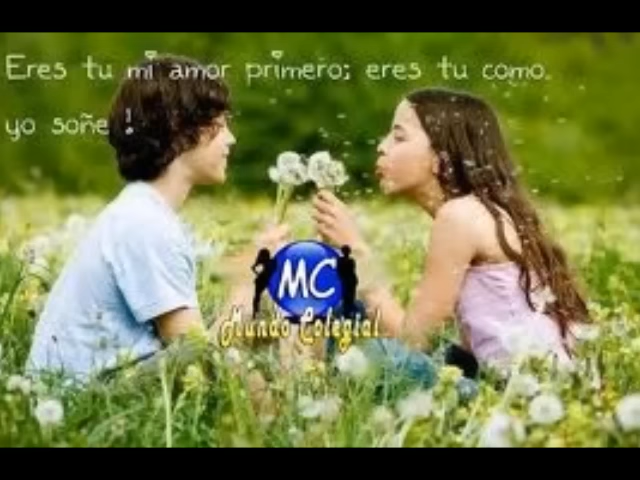 Eres tu mi amor primero; eres tu como.
yo soñe !
MC
Mundo Colegial